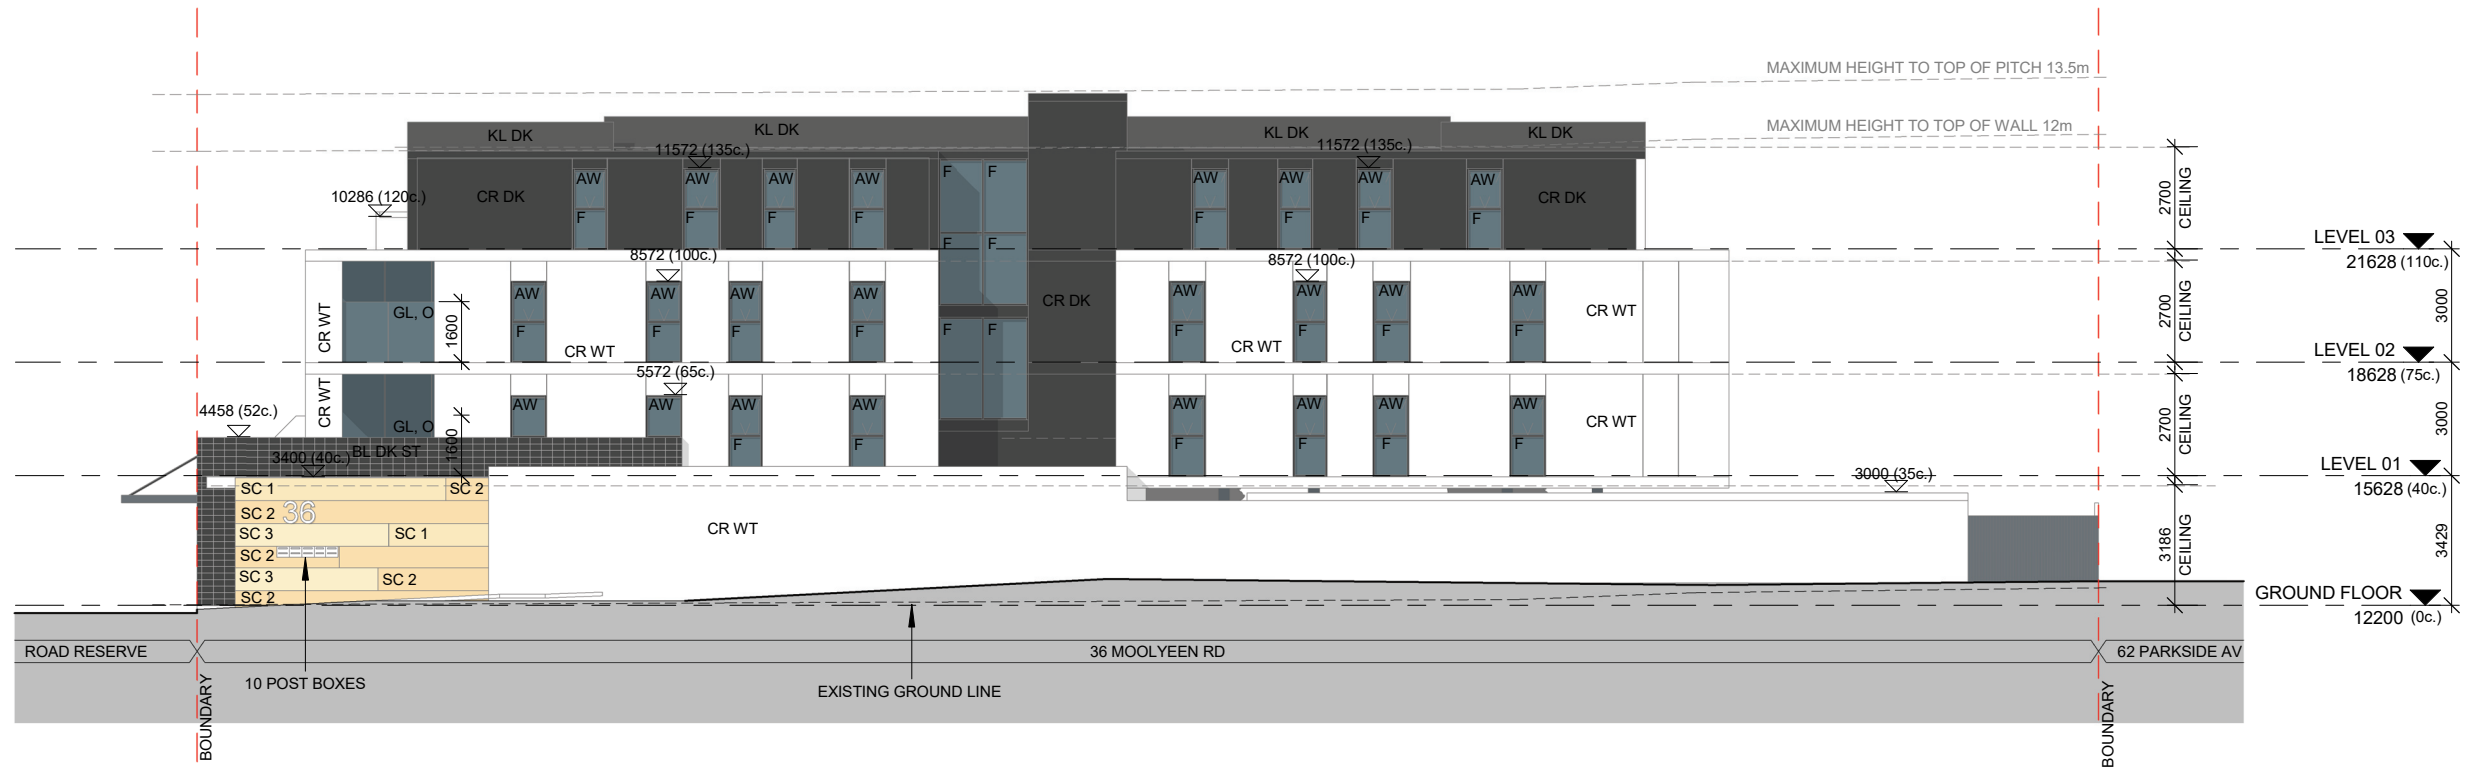 MAXIMUM HEIGHT TO TOP OF PITCH 13.5m
MAXIMUM HEIGHT TO TOP OF WALL 12m
KL DK
KL DK
KL DK
KL DK
11572 (135c.)
11572 (135c.)
AW
AW
AW
AW
F
F
AW
AW
AW
AW
10286 (120c.)
CR DK
CR DK
F
F
F
F
F
F
F
F
F
F
2700
CEILING
LEVEL 03
21628 (110c.)
8572 (100c.)
8572 (100c.)
AW
AW
AW
AW
AW
AW
AW
AW
CR WT
GL, O
1600
F
F
F
F
F
F
CR DK
F
F
F
F
CR WT
CR WT
CR WT
2700
CEILING
3000
LEVEL 02
18628 (75c.)
5572 (65c.)
CR WT
AW
AW
AW
AW
AW
AW
AW
AW
4458 (52c.)
GL, O
1600
F
F
F
F
F
F
CR WT
2700
CEILING
3000
BL DK ST
3400 (40c.)
LEVEL 01
15628 (40c.)
3000 (35c.)
SC 1
SC 2
SC 2
36
SC 3
SC 1
SC 2
SC 3
SC 2
SC 2
CR WT
3186
CEILING
3429
GROUND FLOOR
12200 (0c.)
ROAD RESERVE
36 MOOLYEEN RD
62 PARKSIDE AV
10 POST BOXES
EXISTING GROUND LINE
BOUNDARY
BOUNDARY